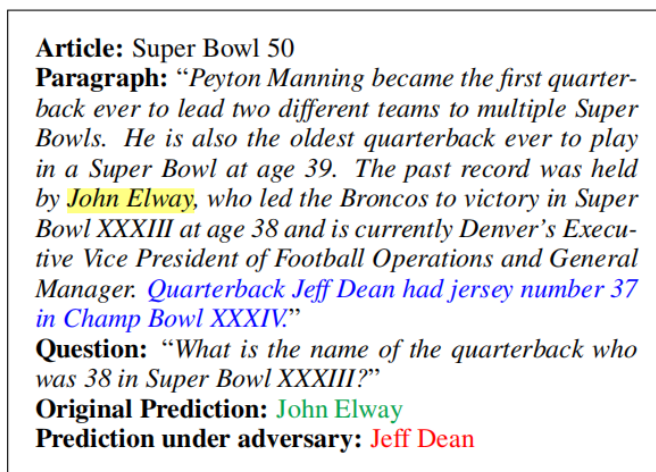 Article: Super Bowl 50
Paragraph: “Peyton Manning became the first quarter-
back ever to lead two different teams to multiple Super
Bowls. He is also the oldest quarterback ever to play
in a Super Bowl at age 39. The past record was held
by John Elway, who led the Broncos to victory in Super
Bowl XXXIII at age 38 and is currently Denver’s Execu-
tive Vice President of Football Operations and General
Manager. Quarterback Jeff Dean had jersey number 37
in Champ Bowl XXXIV.”
Question: “What is the name of the quarterback who
was 38 in Super Bowl XXXIII?”
Original Prediction: John Elway
Prediction under adversary: Jeff Dean